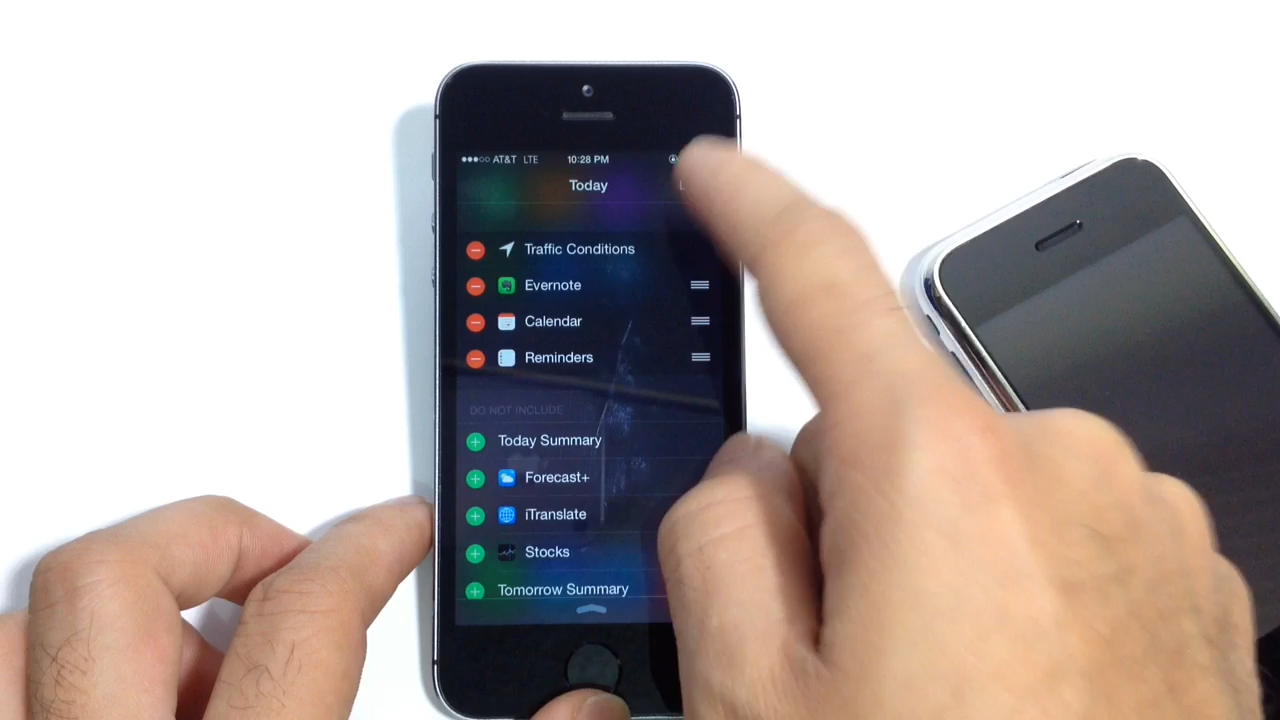 AT&T LTE 10:28 PM
Today
Traffic Conditions
Evernote
Calendar
Reminders
DO NOT INCLUDE
Today Summary
Forecast+
iTranslate
Stocks
Tomorrow Summary